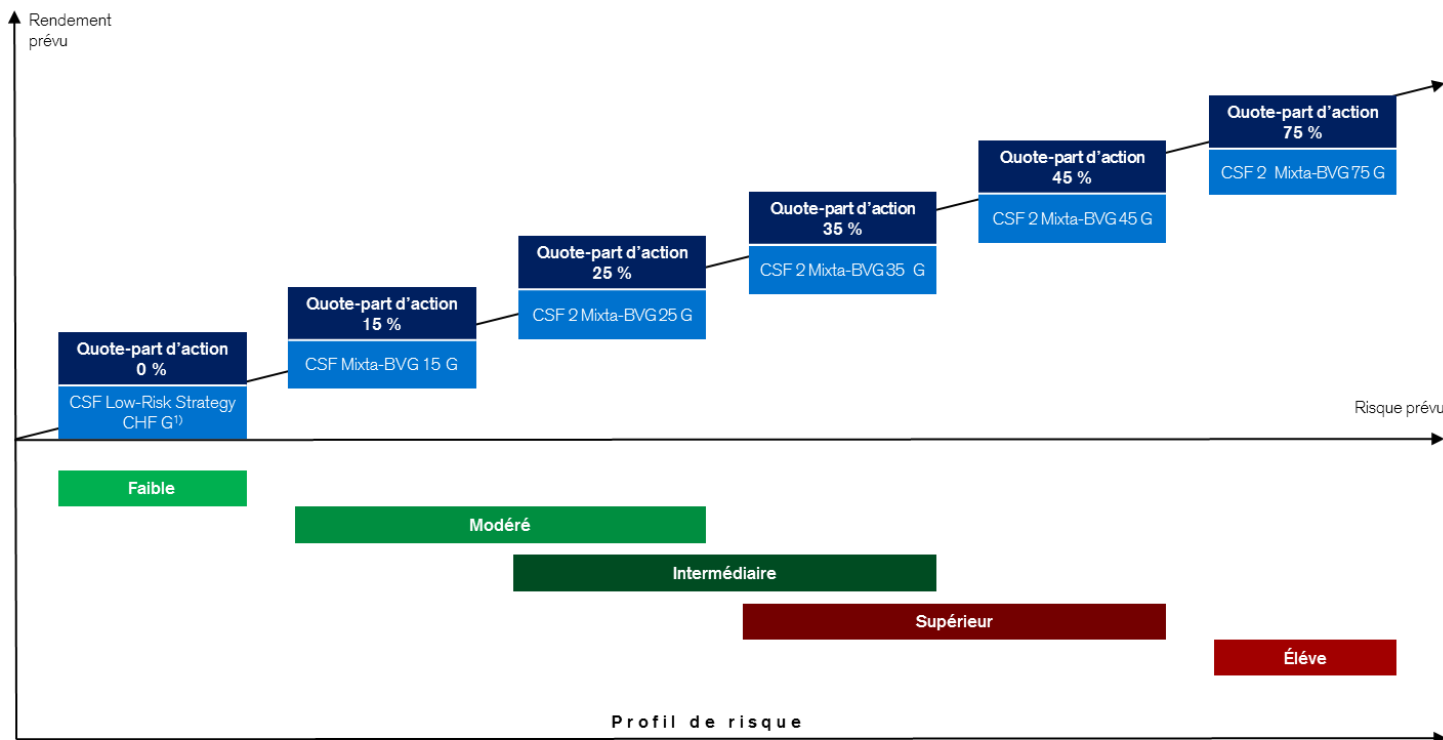 Rendement
prévu
Quote-part d'action
75 %
CSF 2 Mixta-BVG 75 G
Quote-part d'action
45 %
CSF 2 Mixta-BVG 45 G
Quote-part d'action
35 %
CSF 2 Mixta-BVG 35 G
Quote-part d'action
25 %
CSF 2 Mixta-BVG 25 G
Quote-part d'action
15 %
CSF Mixta-BVG 15 G
Quote-part d'action
0 %
CSF Low-Risk Strategy
CHF G¹⁾
Risque prévu
Faible
Modéré
Intermédiaire
Supérieur
Éléve
Profil de risque